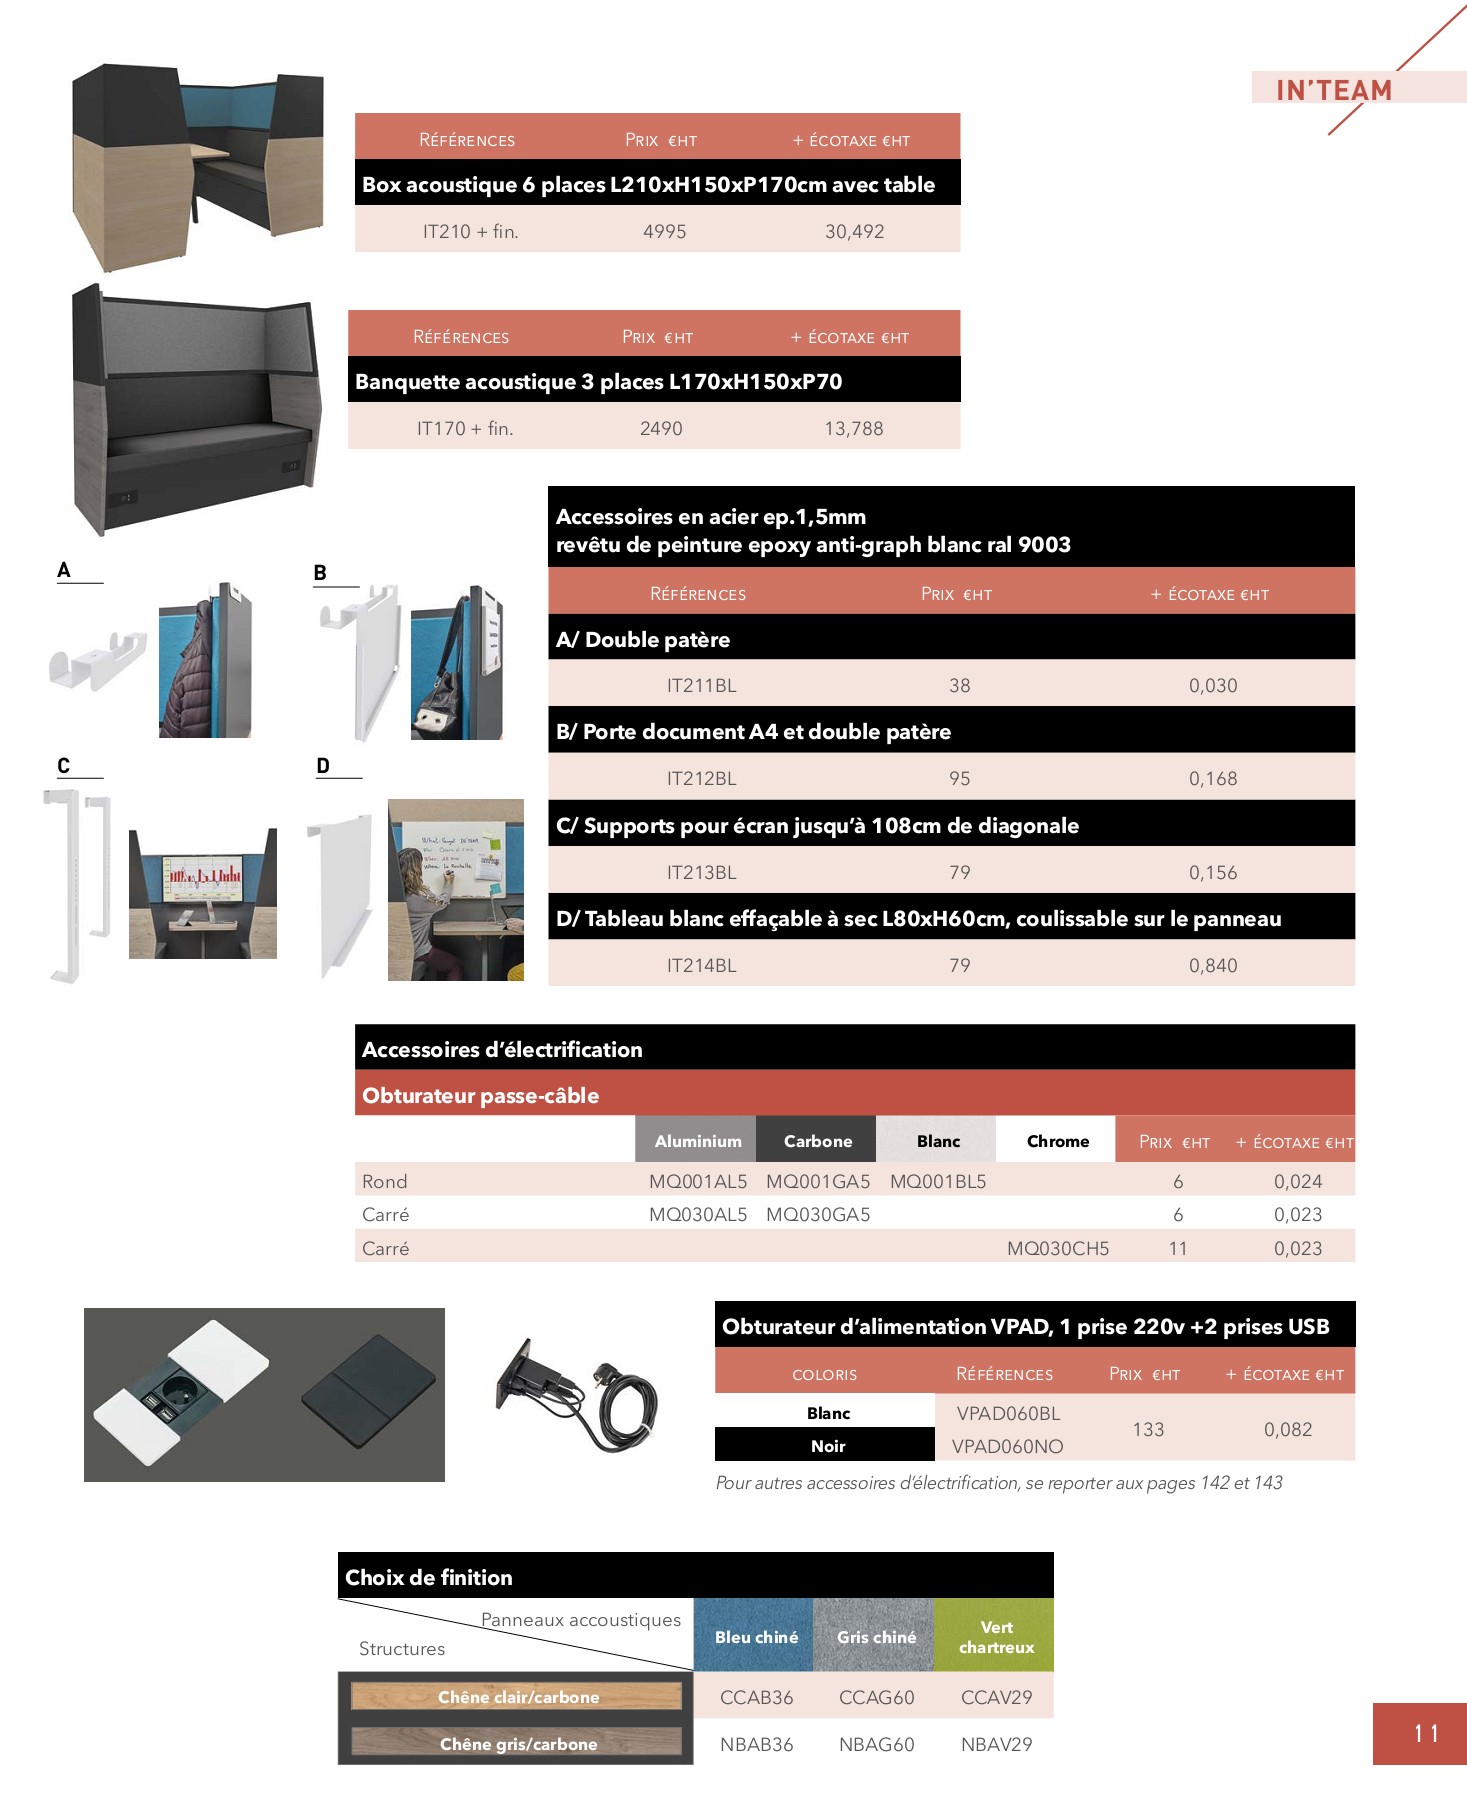 IN'TEAM
Références Prix €HT + écotaxe €HT
Box acoustique 6 places L210xH150xP170cm avec table
IT210 + fin. 4995 30,492
Références Prix €HT + écotaxe €HT
Banquette acoustique 3 places L170xH150xP70
IT170 + fin. 2490 13,788
A
B
C
D
Accessoires en acier ep.1,5mm
revêtu de peinture epoxy anti-graph blanc ral 9003
Références Prix €HT + écotaxe €HT
A/ Double patère
IT211BL 38 0,030
B/ Porte document A4 et double patère
IT212BL 95 0,168
C/ Supports pour écran jusqu'à 108cm de diagonale
IT213BL 79 0,156
D/ Tableau blanc effaçable à sec L80xH60cm, coulissable sur le panneau
IT214BL 79 0,840
Accessoires d'électrification
Obturateur passe-câble
Aluminium Carbone Blanc Chrome Prix €HT + écotaxe €HT
Rond MQ001AL5 MQ001GA5 MQ001BL5 6 0,024
Carré MQ030AL5 MQ030GA5 6 0,023
Carré MQ030CH5 11 0,023
Obturateur d'alimentation VPAD, 1 prise 220v +2 prises USB
coloris Références Prix €HT + écotaxe €HT
Blanc VPAD060BL
133 0,082
Noir VPAD060NO
Pour autres accessoires d'électrification, se reporter aux pages 142 et 143
Choix de finition
Panneaux accoustiques
Structures
Bleu chiné Gris chiné Vert chartreux
Chêne clair/carbone CCAB36 CCAG60 CCAV29
Chêne gris/carbone NBAB36 NBAG60 NBAV29
11